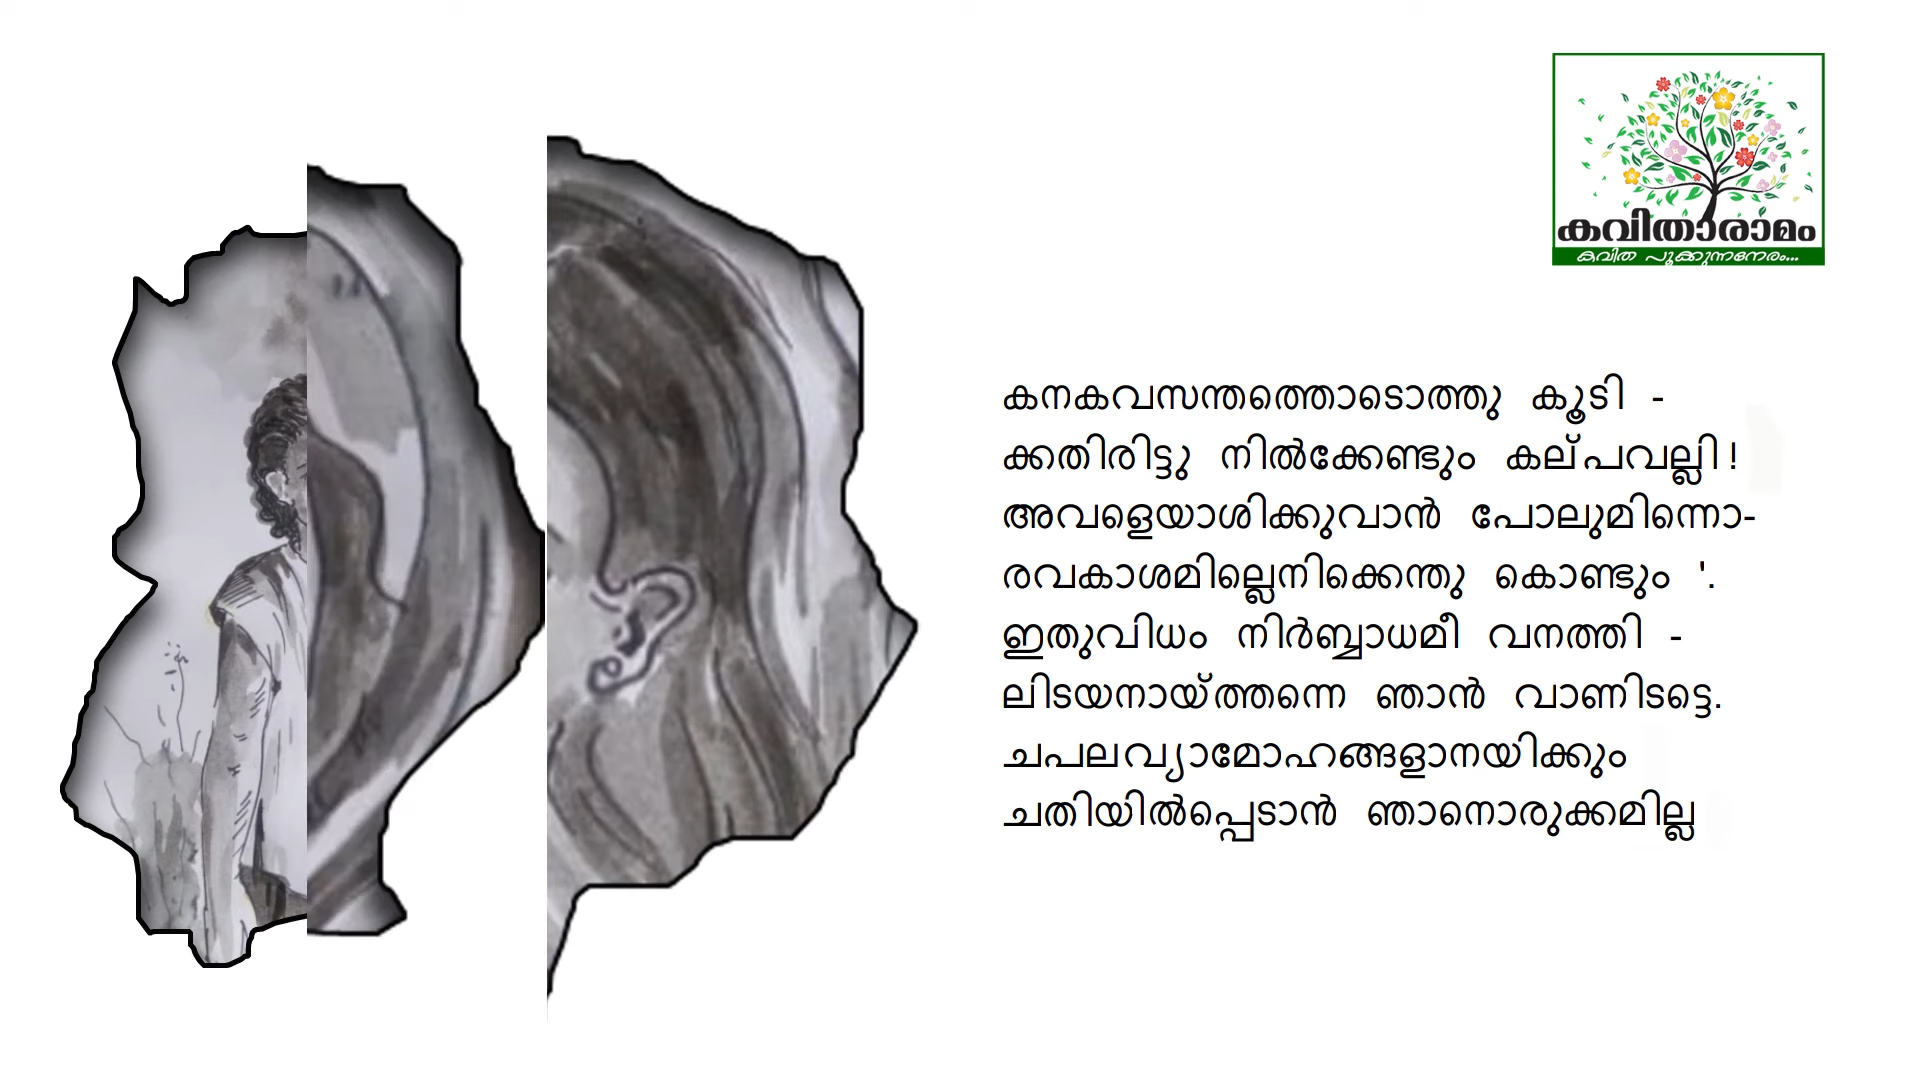 കവിതാരാമം
കവിത പൂക്കുന്നനേരം...
കനകവസന്തത്തൊടൊത്തു കൂടി -
ക്കതിരിട്ടു നിൽക്കേണ്ടും കല്പവല്ലി !
അവളെയാശിക്കുവാൻ പോലുമിന്നൊ-
രവകാശമില്ലെനിക്കെന്തു കൊണ്ടും '.
ഇതുവിധം നിർബ്ബാധമീ വനത്തി -
ലിടയനായ്ത്തന്നെ ഞാൻ വാണിടട്ടെ.
ചപലവ്യാമോഹങ്ങളാനയിക്കും
ചതിയിൽപ്പെടാൻ ഞാനൊരുക്കമില്ല